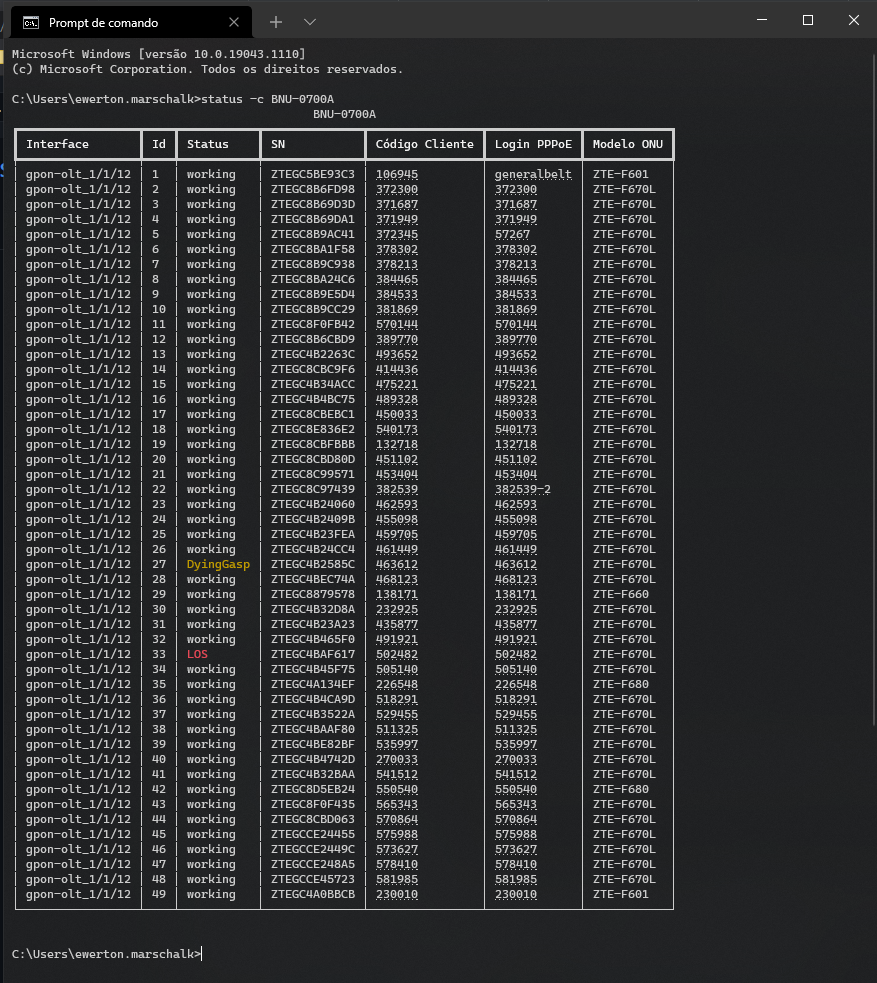 Prompt de comando
Microsoft Windows [versão 10.0.19043.1110]
(c) Microsoft Corporation. Todos os direitos reservados.
C:\Users\ewerton.marschalk>status -c BNU-0700A
BNU-0700A
Interface Id Status SN Código Cliente Login PPPoE Modelo ONU
gpon-olt_1/1/12 1 working ZTEGC5BE93C3 106945 generalbelt ZTE-F601
gpon-olt_1/1/12 2 working ZTEGC8B6FD98 372300 372300 ZTE-F670L
gpon-olt_1/1/12 3 working ZTEGC8B69D3D 371687 371687 ZTE-F670L
gpon-olt_1/1/12 4 working ZTEGC8B69DA1 371949 371949 ZTE-F670L
gpon-olt_1/1/12 5 working ZTEGC8B9AC41 372345 57267 ZTE-F670L
gpon-olt_1/1/12 6 working ZTEGC8BA1F58 378302 378302 ZTE-F670L
gpon-olt_1/1/12 7 working ZTEGC8B9C938 378213 378213 ZTE-F670L
gpon-olt_1/1/12 8 working ZTEGC8BA24C6 384465 384465 ZTE-F670L
gpon-olt_1/1/12 9 working ZTEGC8B9E5D4 384533 384533 ZTE-F670L
gpon-olt_1/1/12 10 working ZTEGC8B9CC29 381869 381869 ZTE-F670L
gpon-olt_1/1/12 11 working ZTEGC8F0FB42 570144 570144 ZTE-F670L
gpon-olt_1/1/12 12 working ZTEGC8B6CBD9 389770 389770 ZTE-F670L
gpon-olt_1/1/12 13 working ZTEGC4B2263C 493652 493652 ZTE-F670L
gpon-olt_1/1/12 14 working ZTEGC8CBC9F6 414436 414436 ZTE-F670L
gpon-olt_1/1/12 15 working ZTEGC4B34ACC 475221 475221 ZTE-F670L
gpon-olt_1/1/12 16 working ZTEGC4B4BC75 489328 489328 ZTE-F670L
gpon-olt_1/1/12 17 working ZTEGC8CBEBC1 450033 450033 ZTE-F670L
gpon-olt_1/1/12 18 working ZTEGC8E836E2 540173 540173 ZTE-F670L
gpon-olt_1/1/12 19 working ZTEGC8CBFBBB 132718 132718 ZTE-F670L
gpon-olt_1/1/12 20 working ZTEGC8CBD80D 451102 451102 ZTE-F670L
gpon-olt_1/1/12 21 working ZTEGC8C99571 453404 453404 ZTE-F670L
gpon-olt_1/1/12 22 working ZTEGC8C97439 382539 382539-2 ZTE-F670L
gpon-olt_1/1/12 23 working ZTEGC4B24060 462593 462593 ZTE-F670L
gpon-olt_1/1/12 24 working ZTEGC4B2409B 455098 455098 ZTE-F670L
gpon-olt_1/1/12 25 working ZTEGC4B23FEA 459705 459705 ZTE-F670L
gpon-olt_1/1/12 26 working ZTEGC4B24CC4 461449 461449 ZTE-F670L
gpon-olt_1/1/12 27 DyingGasp ZTEGC4B2585C 463612 463612 ZTE-F670L
gpon-olt_1/1/12 28 working ZTEGC4BEC74A 468123 468123 ZTE-F670L
gpon-olt_1/1/12 29 working ZTEGC8879578 138171 138171 ZTE-F660
gpon-olt_1/1/12 30 working ZTEGC4B32D8A 232925 232925 ZTE-F670L
gpon-olt_1/1/12 31 working ZTEGC4B23A23 435877 435877 ZTE-F670L
gpon-olt_1/1/12 32 working ZTEGC4B465F0 491921 491921 ZTE-F670L
gpon-olt_1/1/12 33 LOS ZTEGC4BAF617 502482 502482 ZTE-F670L
gpon-olt_1/1/12 34 working ZTEGC4B45F75 505140 505140 ZTE-F670L
gpon-olt_1/1/12 35 working ZTEGC4A134EF 226548 226548 ZTE-F680
gpon-olt_1/1/12 36 working ZTEGC4B4CA9D 518291 518291 ZTE-F670L
gpon-olt_1/1/12 37 working ZTEGC4B3522A 529455 529455 ZTE-F670L
gpon-olt_1/1/12 38 working ZTEGC4BAAF80 511325 511325 ZTE-F670L
gpon-olt_1/1/12 39 working ZTEGC4BE82BF 535997 535997 ZTE-F670L
gpon-olt_1/1/12 40 working ZTEGC4B4742D 270033 270033 ZTE-F670L
gpon-olt_1/1/12 41 working ZTEGC4B32BAA 541512 541512 ZTE-F670L
gpon-olt_1/1/12 42 working ZTEGC8D5EB24 550540 550540 ZTE-F680
gpon-olt_1/1/12 43 working ZTEGC8F0F435 565343 565343 ZTE-F670L
gpon-olt_1/1/12 44 working ZTEGC8CBD063 570864 570864 ZTE-F670L
gpon-olt_1/1/12 45 working ZTEGCCE24455 575988 575988 ZTE-F670L
gpon-olt_1/1/12 46 working ZTEGCCE2449C 573627 573627 ZTE-F670L
gpon-olt_1/1/12 47 working ZTEGCCE248A5 578410 578410 ZTE-F670L
gpon-olt_1/1/12 48 working ZTEGCCE45723 581985 581985 ZTE-F670L
gpon-olt_1/1/12 49 working ZTEGC4A0BBCB 230010 230010 ZTE-F601
C:\Users\ewerton.marschalk>